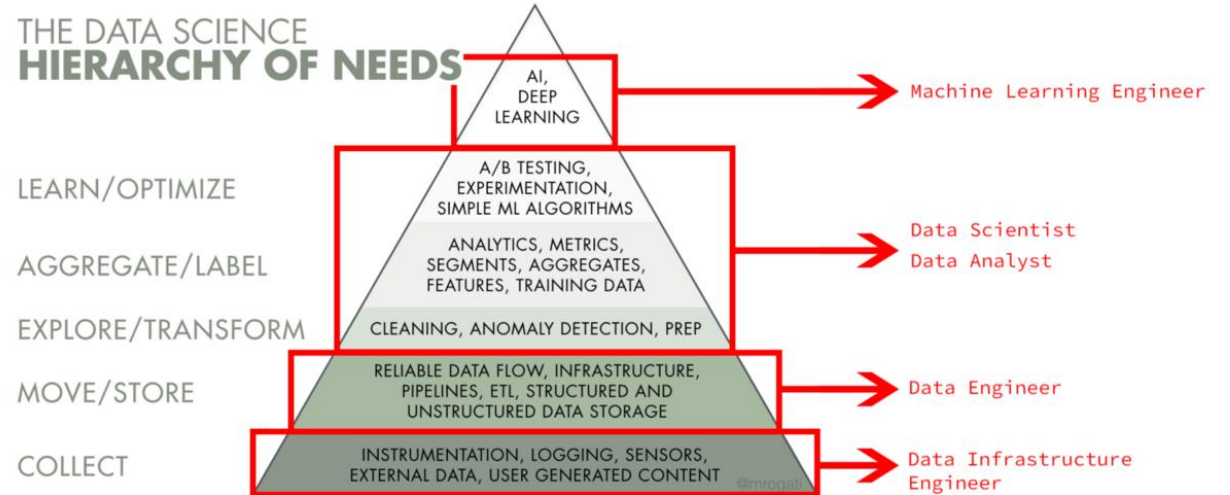 THE DATA SCIENCE
HIERARCHY OF NEEDS
AI,
DEEP
LEARNING
Machine Learning Engineer
LEARN/OPTIMIZE
A/B TESTING,
EXPERIMENTATION,
SIMPLE ML ALGORITHMS
AGGREGATE/LABEL
ANALYTICS, METRICS,
SEGMENTS, AGGREGATES,
FEATURES, TRAINING DATA
Data Scientist
Data Analyst
EXPLORE/TRANSFORM
CLEANING, ANOMALY DETECTION, PREP
MOVE/STORE
RELIABLE DATA FLOW, INFRASTRUCTURE,
PIPELINES, ETL, STRUCTURED AND
UNSTRUCTURED DATA STORAGE
Data Engineer
COLLECT
INSTRUMENTATION, LOGGING, SENSORS,
EXTERNAL DATA, USER GENERATED CONTENT
@mrogati
Data Infrastructure
Engineer